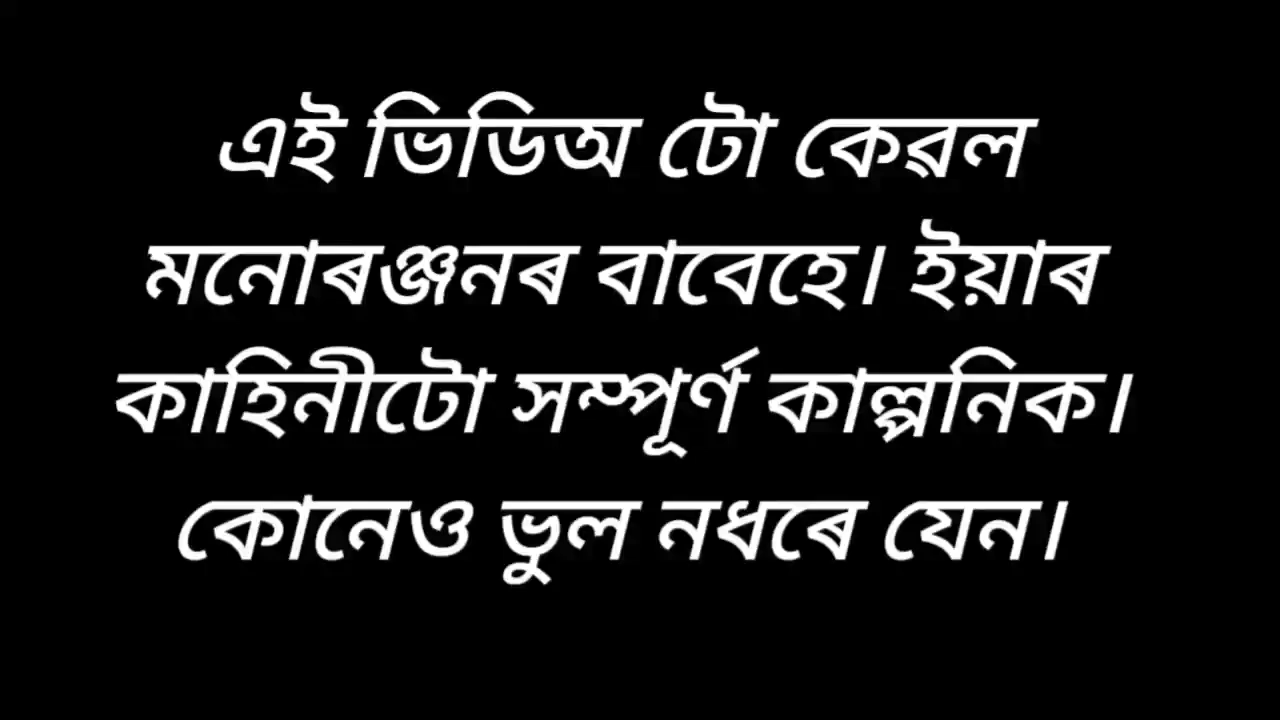 এই ভিডিঅ টো কেৱল
মনোৰঞ্জনৰ বাবেহে। ইয়াৰ
কাহিনীটো সম্পূৰ্ণ কাল্পনিক।
কোনেও ভুল নধৰে যেন।